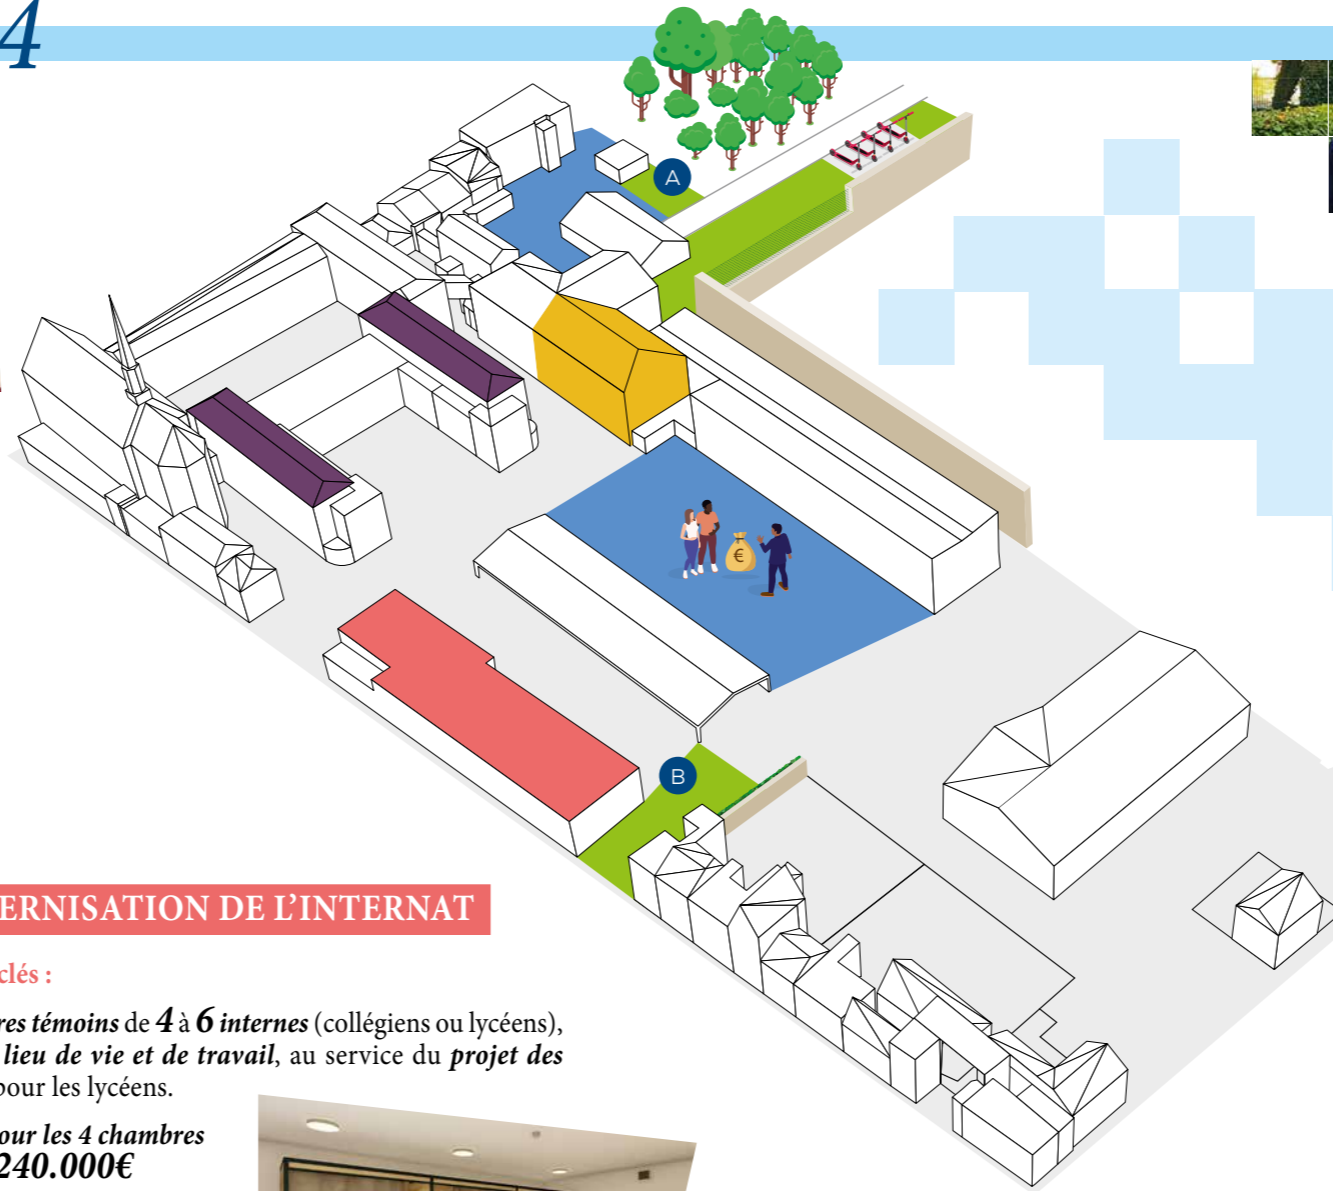 4
A
€
B
ERNISATION DE L'INTERNAT
clés :
res témoins de 4 à 6 internes (collégiens ou lycéens),
lieu de vie et de travail, au service du projet des
pour les lycéens.
our les 4 chambres
240.000€